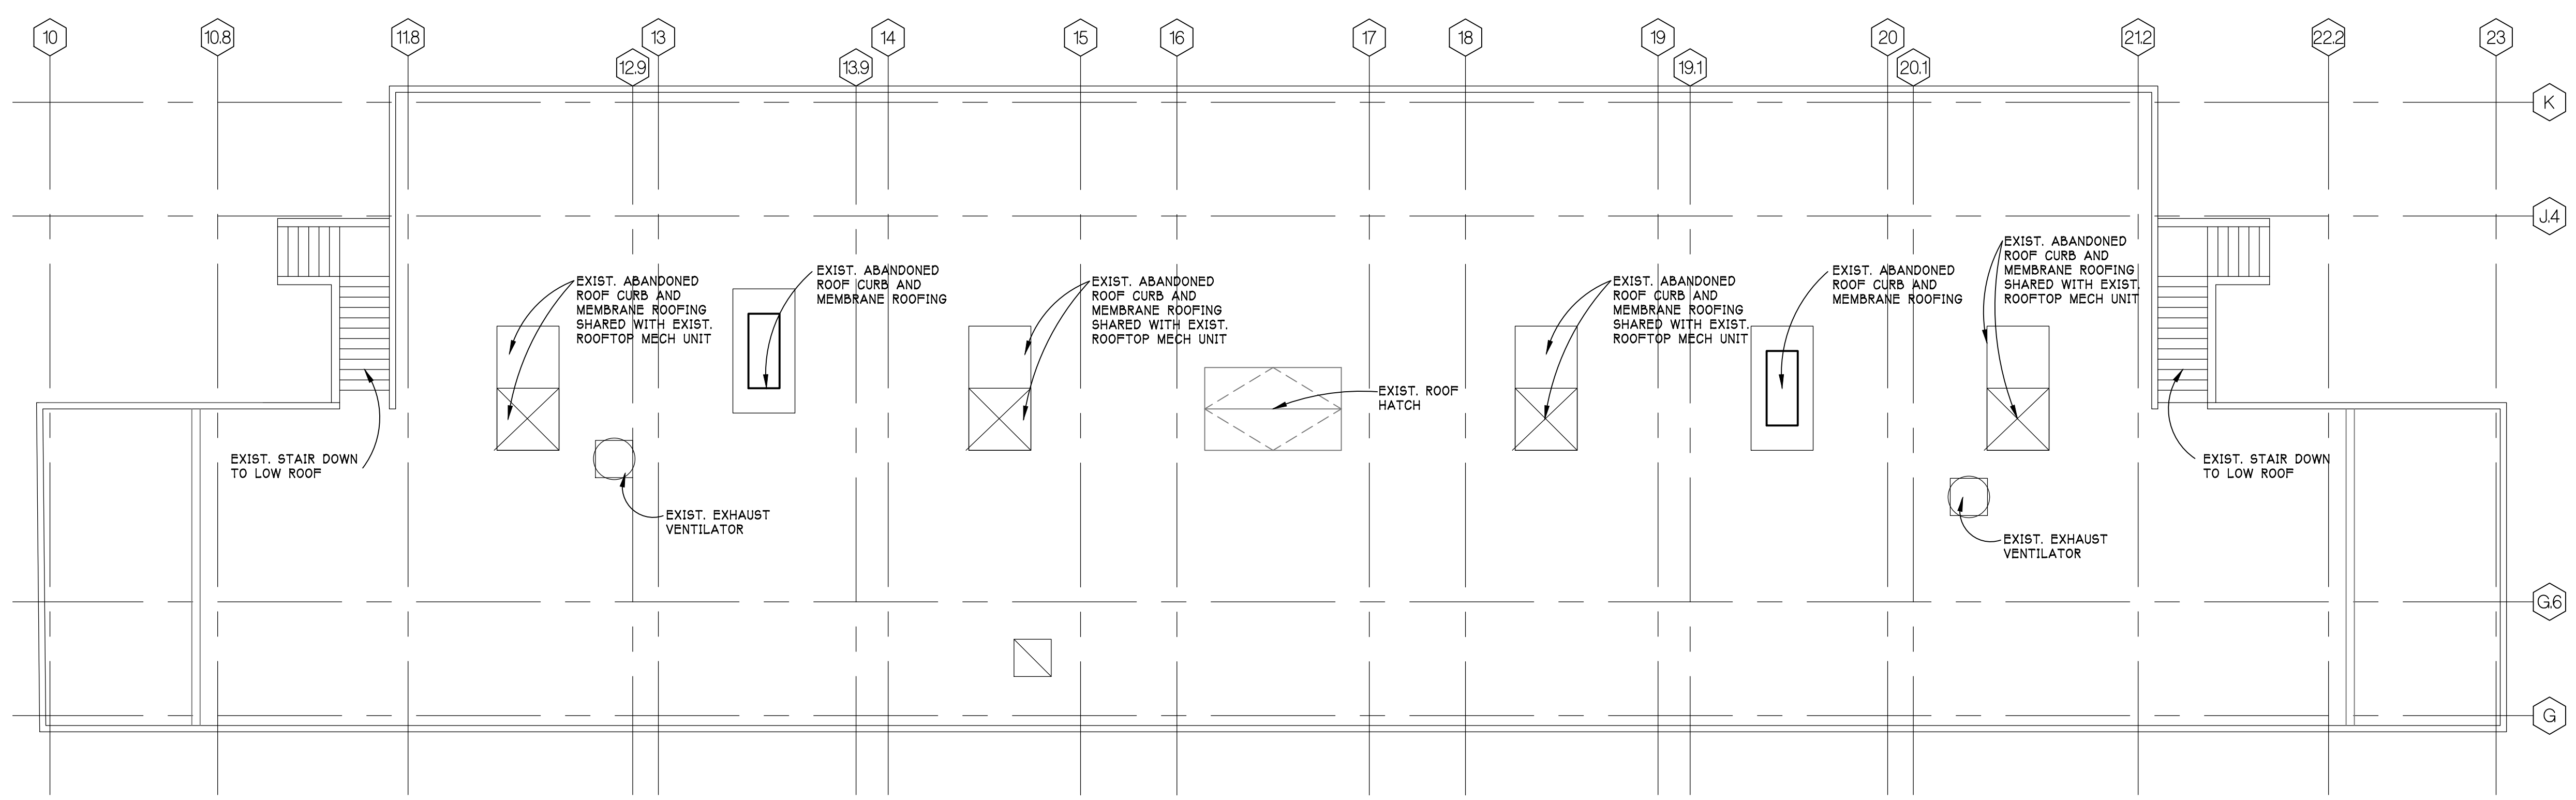 10
10.8
11.8
12.9
13
13.9
14
15
16
17
18
19
19.1
20
20.1
21.2
22.2
23
K
J.4
EXIST. ABANDONED
ROOF CURB AND
MEMBRANE ROOFING
SHARED WITH EXIST.
ROOFTOP MECH UNIT
EXIST. ABANDONED
ROOF CURB AND
MEMBRANE ROOFING
EXIST. ABANDONED
ROOF CURB AND
MEMBRANE ROOFING
SHARED WITH EXIST.
ROOFTOP MECH UNIT
EXIST. ABANDONED
ROOF CURB AND
MEMBRANE ROOFING
SHARED WITH EXIST.
ROOFTOP MECH UNIT
EXIST. ABANDONED
ROOF CURB AND
MEMBRANE ROOFING
EXIST. ABANDONED
ROOF CURB AND
MEMBRANE ROOFING
SHARED WITH EXIST.
ROOFTOP MECH UNIT
EXIST. ROOF
HATCH
EXIST. STAIR DOWN
TO LOW ROOF
EXIST. STAIR DOWN
TO LOW ROOF
EXIST. EXHAUST
VENTILATOR
EXIST. EXHAUST
VENTILATOR
G.6
G